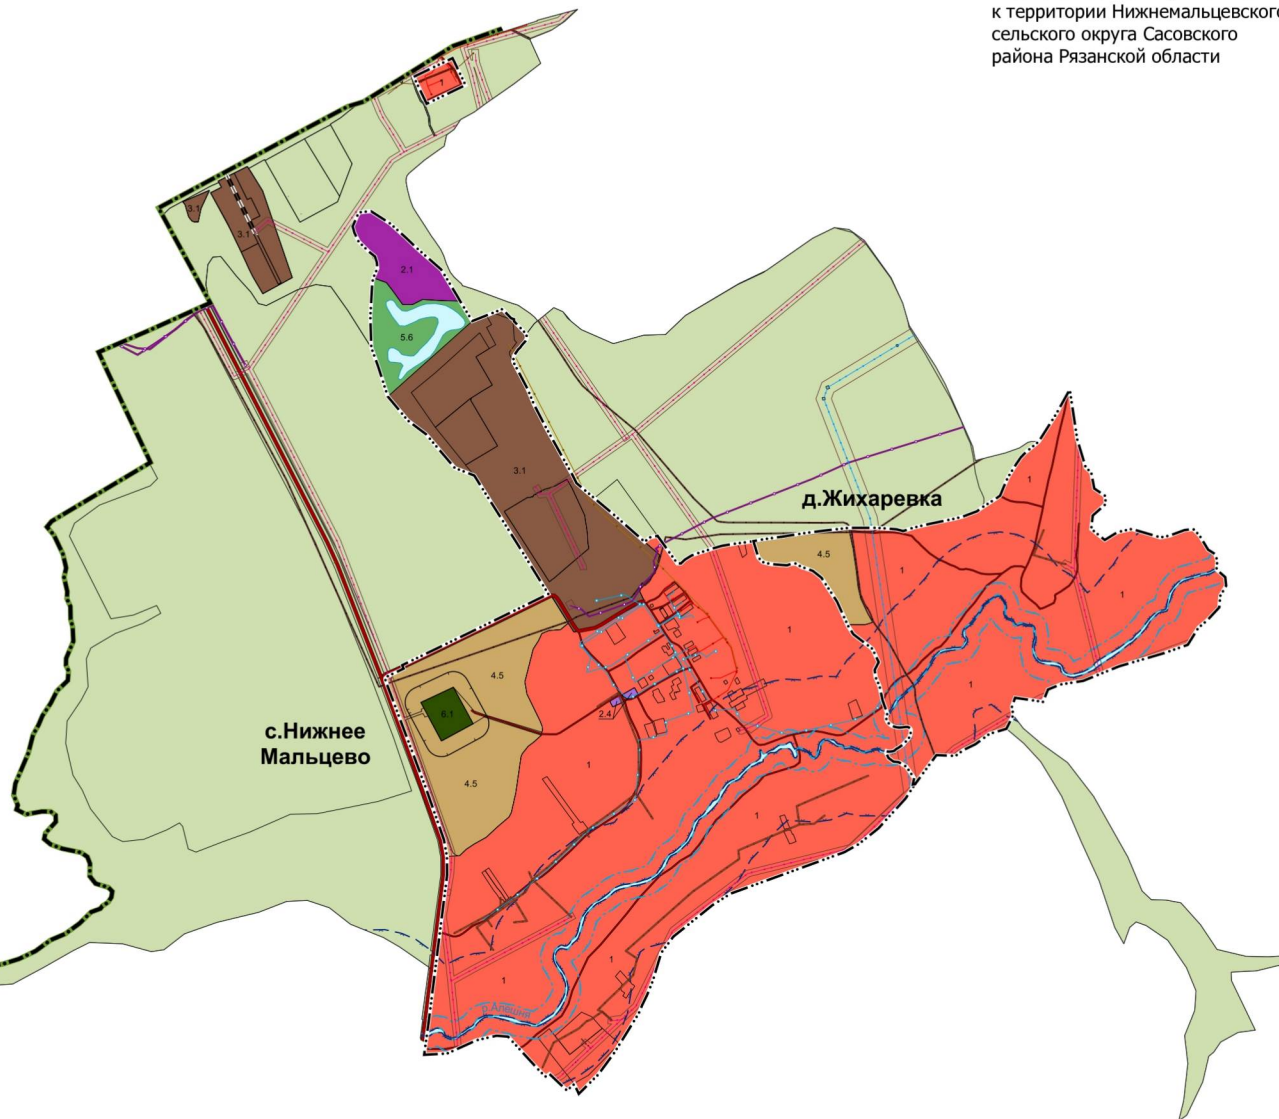 к территории Нижнемальцевского
сельского округа Сасовского
района Рязанской области
1
3.1
3.1
2.1
5.6
3.1
д.Жихаревка
1
4.5
1
1
1
4.5
1
6.1
2.4
с.Нижнее
Мальцево
1
4.5
1
1
1
р.Алешня